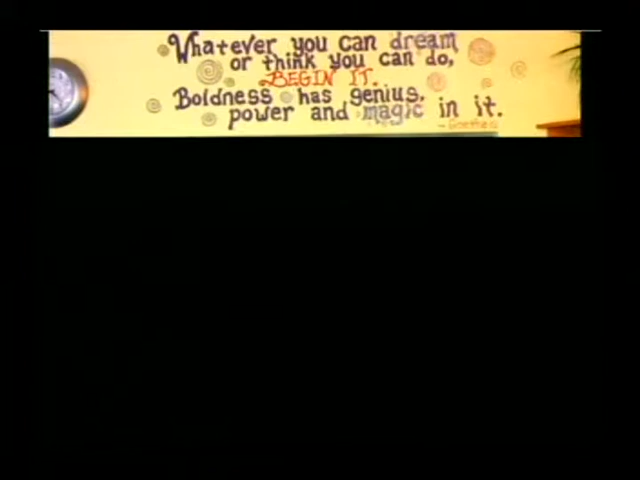 Whatever you can dream
or think you can do,
BEGIN IT.
Boldness has genius,
power and magic in it.
- Goethe